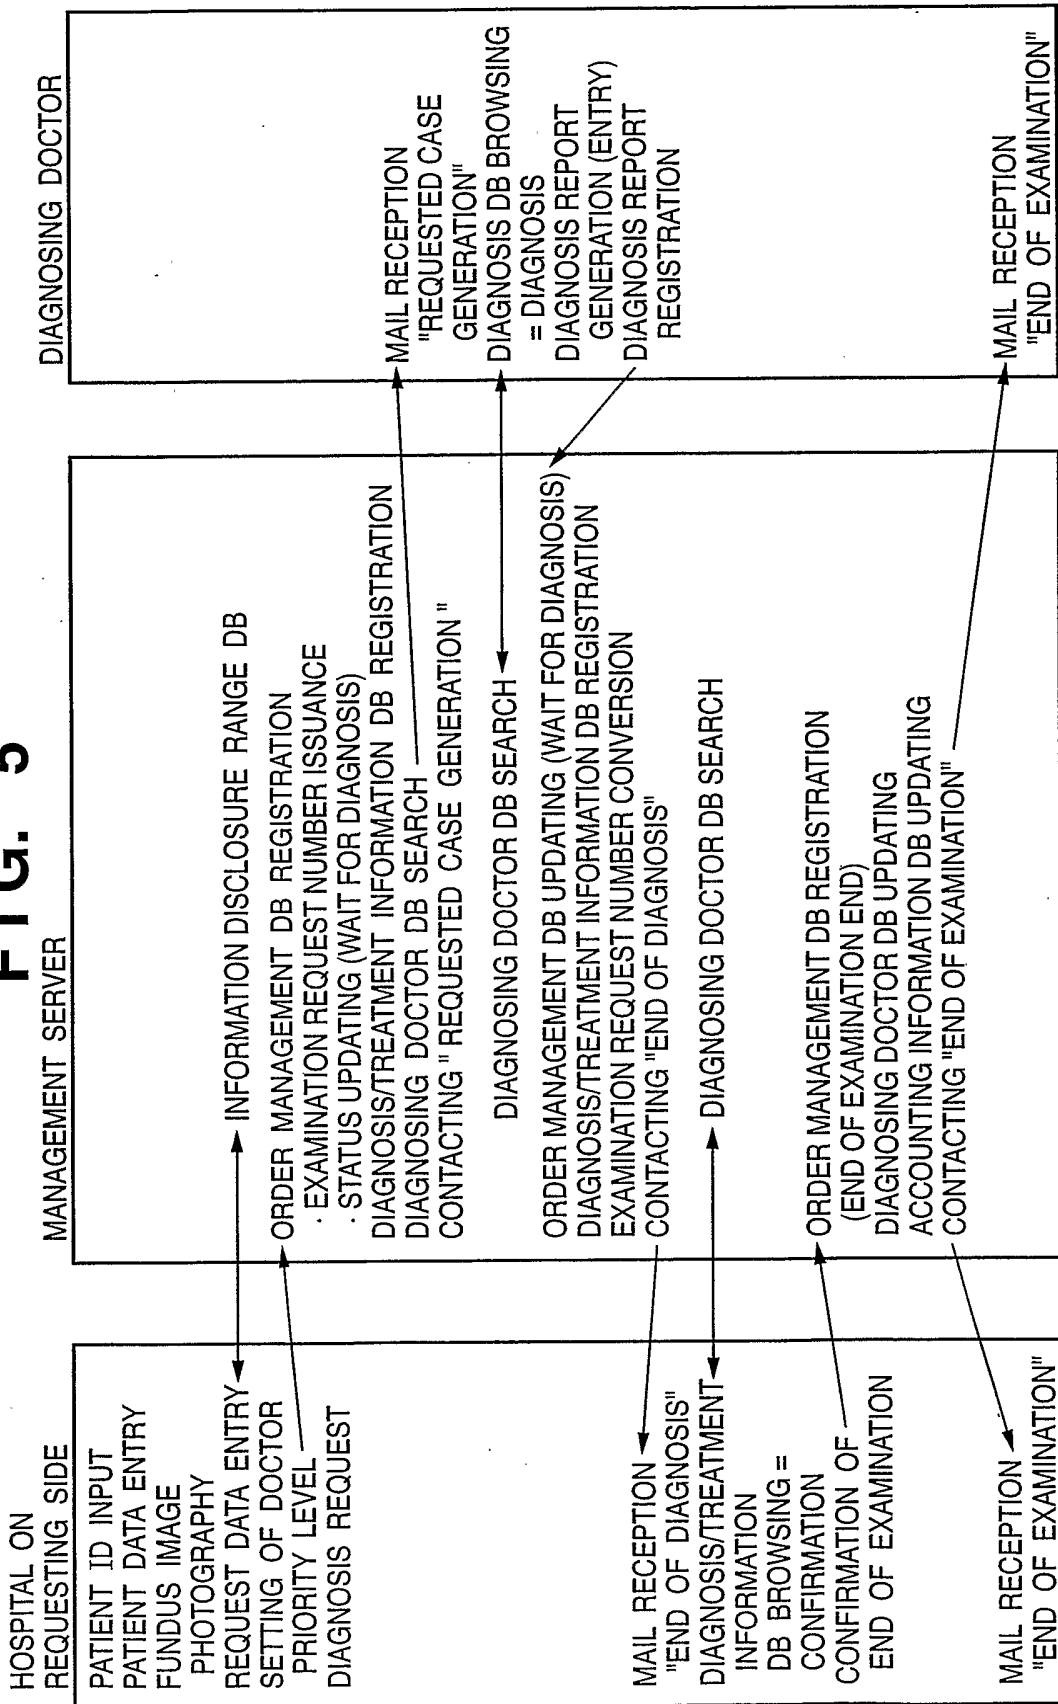 FIG. 5
HOSPITAL ON
REQUESTING SIDE
PATIENT ID INPUT
PATIENT DATA ENTRY
FUNDUS IMAGE
PHOTOGRAPHY
REQUEST DATA ENTRY
SETTING OF DOCTOR
PRIORITY LEVEL
DIAGNOSIS REQUEST
MAIL RECEPTION
"END OF DIAGNOSIS"
DIAGNOSIS/TREATMENT
INFORMATION
DB BROWSING =
CONFIRMATION
CONFIRMATION OF
END OF EXAMINATION
MAIL RECEPTION
"END OF EXAMINATION"
MANAGEMENT SERVER
INFORMATION DISCLOSURE RANGE DB
ORDER MANAGEMENT DB REGISTRATION
· EXAMINATION REQUEST NUMBER ISSUANCE
· STATUS UPDATING (WAIT FOR DIAGNOSIS)
DIAGNOSIS/TREATMENT INFORMATION DB REGISTRATION
DIAGNOSING DOCTOR DB SEARCH
CONTACTING " REQUESTED CASE GENERATION "
DIAGNOSING DOCTOR DB SEARCH
ORDER MANAGEMENT DB UPDATING (WAIT FOR DIAGNOSIS)
DIAGNOSIS/TREATMENT INFORMATION DB REGISTRATION
EXAMINATION REQUEST NUMBER CONVERSION
CONTACTING "END OF DIAGNOSIS"
DIAGNOSING DOCTOR DB SEARCH
ORDER MANAGEMENT DB REGISTRATION
(END OF EXAMINATION END)
DIAGNOSING DOCTOR DB UPDATING
ACCOUNTING INFORMATION DB UPDATING
CONTACTING "END OF EXAMINATION"
DIAGNOSING DOCTOR
MAIL RECEPTION
"REQUESTED CASE
GENERATION"
DIAGNOSIS DB BROWSING
= DIAGNOSIS
DIAGNOSIS REPORT
GENERATION (ENTRY)
DIAGNOSIS REPORT
REGISTRATION
MAIL RECEPTION
"END OF EXAMINATION"